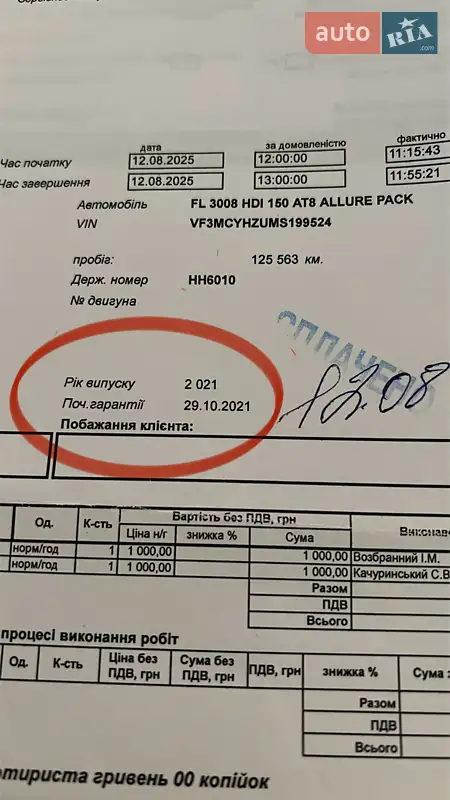 auto RIA .com
дата
за домовленістю
фактично
Час початку 12.08.2025 12:00:00 11:15:43
Час завершення 12.08.2025 13:00:00 11:55:21
Автомобіль FL 3008 HDI 150 AT8 ALLURE PACK
VIN VF3MCYHZUMS199524
пробіг: 125 563 км.
Держ. номер HH6010
№ двигуна
СПЛАЧЕНО
12.08
Рік випуску 2 021
Поч.гарантії 29.10.2021
Побажання клієнта:
Од. К-сть Вартість без ПДВ, грн
Ціна н/г знижка % Сума
норм/год 1 1 000,00 1 000,00 Возбранний І.М.
норм/год 1 1 000,00 1 000,00 Качуринський С.В
Разом
ПДВ
Всього
процесі виконання робіт
Од. К-сть Ціна без ПДВ, грн Сума без ПДВ, грн ПДВ, грн знижка % Сума
Разом
ПДВ
Всього
отириста гривень 00 копійок